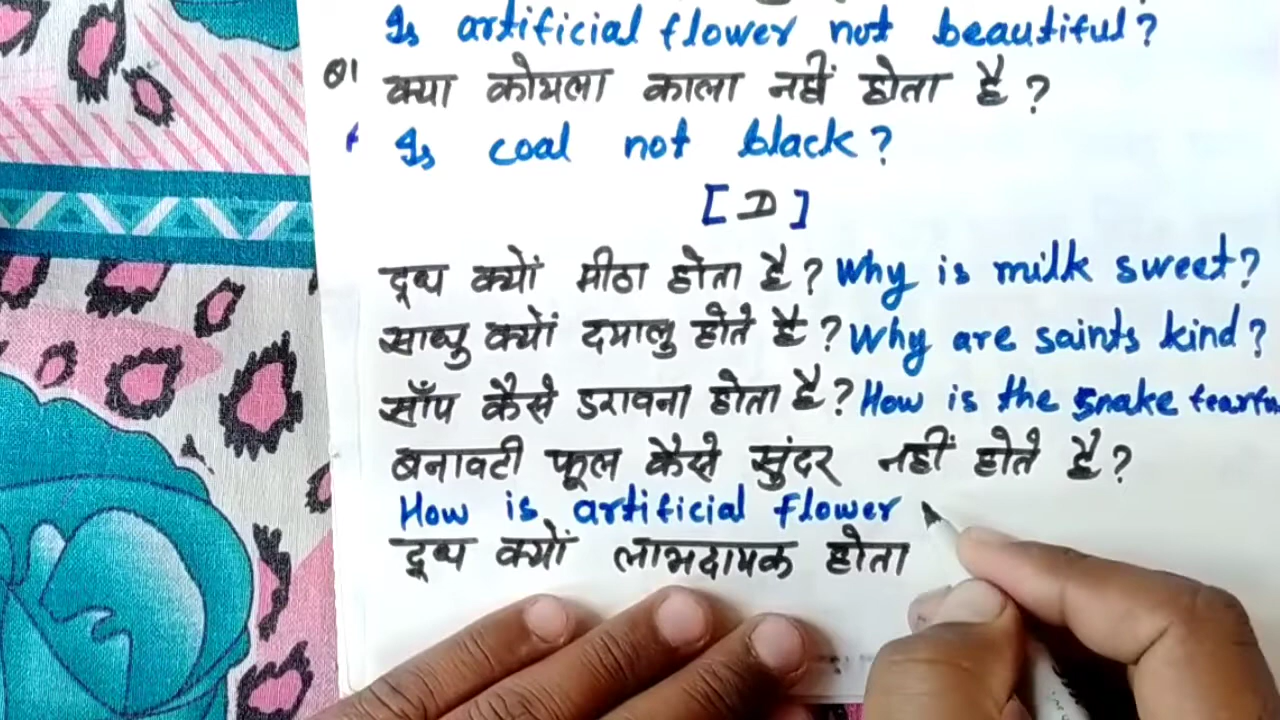 Is artificial flower not beautiful?
क्या कोयला काला नहीं होता है?
Is coal not black?
[D]
दूध क्यों मीठा होता है? Why is milk sweet?
साधु क्यों दयालु होते है? Why are saints kind?
साँप कैसे डरावना होता है? How is the snake
बनावटी फूल कैसे सुंदर नहीं होते है?
How is artificial flower
दूध क्यों लाभदायक होता